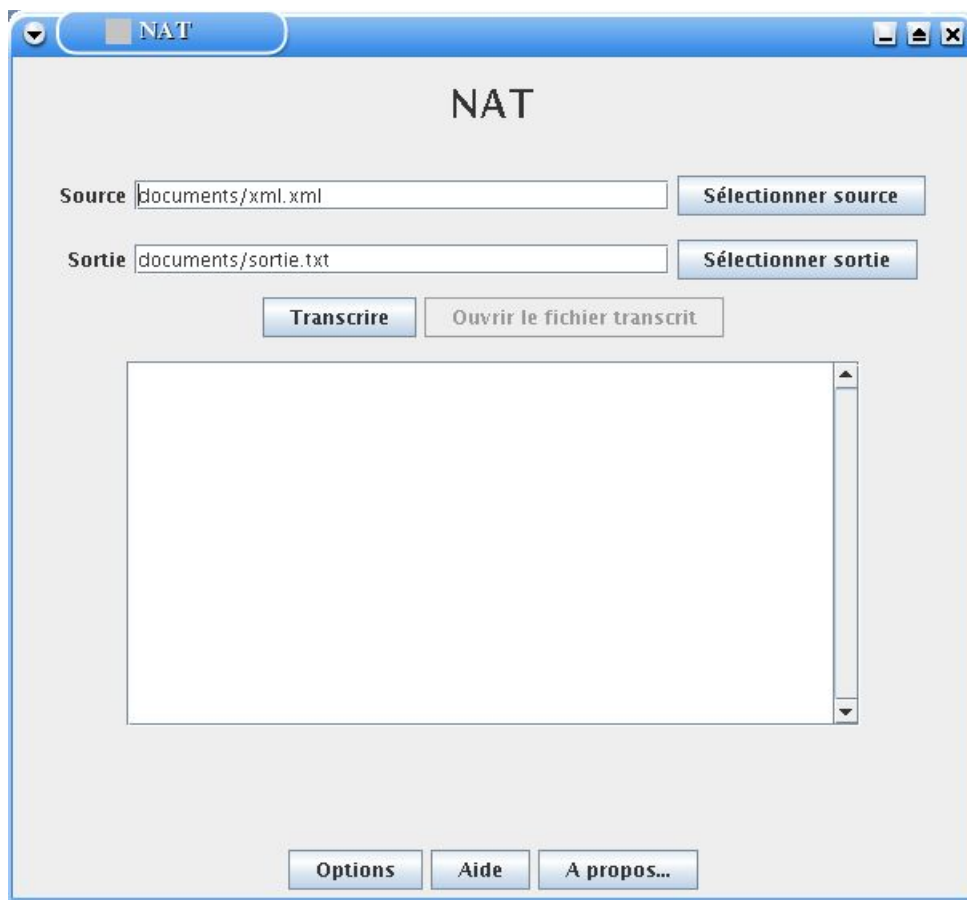 NAT
NAT
Source documents/xml.xml Sélectionner source
Sortie documents/sortie.txt Sélectionner sortie
Transcrire Ouvrir le fichier transcrit
Options Aide A propos...